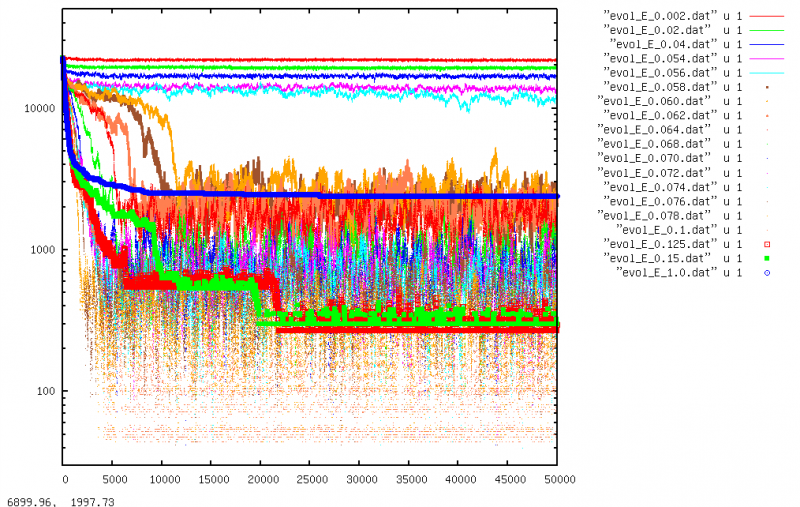 "evol_E_0.002.dat" u 1
"evol_E_0.02.dat" u 1
"evol_E_0.04.dat" u 1
"evol_E_0.054.dat" u 1
"evol_E_0.056.dat" u 1
"evol_E_0.058.dat" u 1
"evol_E_0.060.dat" u 1
"evol_E_0.062.dat" u 1
"evol_E_0.064.dat" u 1
"evol_E_0.068.dat" u 1
"evol_E_0.070.dat" u 1
"evol_E_0.072.dat" u 1
"evol_E_0.074.dat" u 1
"evol_E_0.076.dat" u 1
"evol_E_0.078.dat" u 1
"evol_E_0.1.dat" u 1
"evol_E_0.125.dat" u 1
"evol_E_0.15.dat" u 1
"evol_E_1.0.dat" u 1
10000
1000
100
0 5000 10000 15000 20000 25000 30000 35000 40000 45000 50000
6899.96, 1997.73